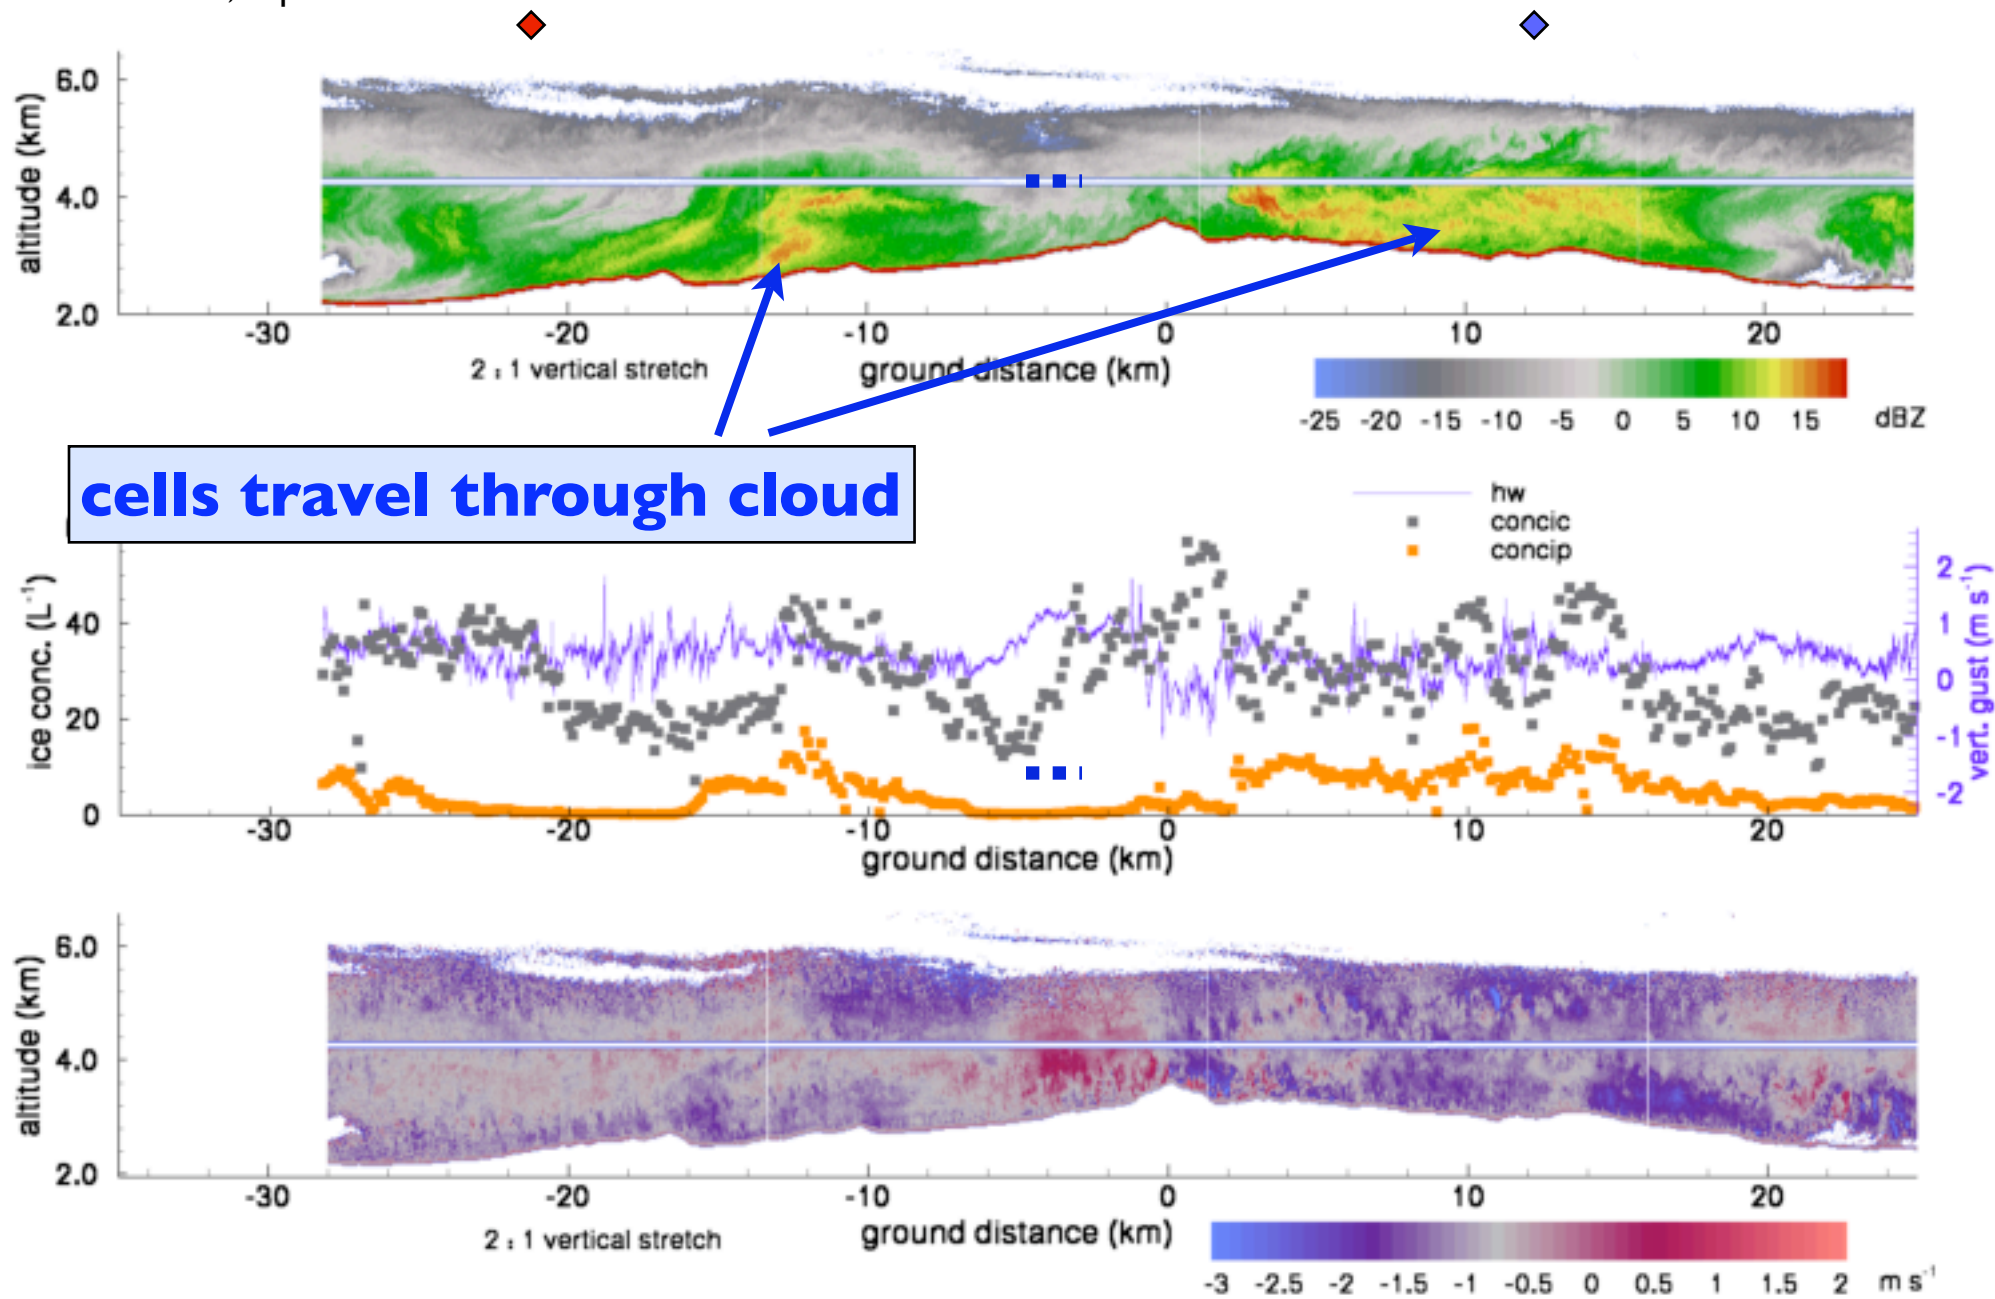 6.0
4.0
2.0
altitude (km)
-30 -20 -10 0 10 20
2 : 1 vertical stretch
ground distance (km)
-25 -20 -15 -10 -5 0 5 10 15 dBZ
cells travel through cloud
hw
concic
concip
40
20
0
ice conc. (L⁻¹)
2
1
0
-1
-2
vert. gust (m s⁻¹)
-30 -20 -10 0 10 20
ground distance (km)
6.0
4.0
2.0
altitude (km)
-30 -20 -10 0 10 20
2 : 1 vertical stretch
ground distance (km)
-3 -2.5 -2 -1.5 -1 -0.5 0 0.5 1 1.5 2 m s⁻¹